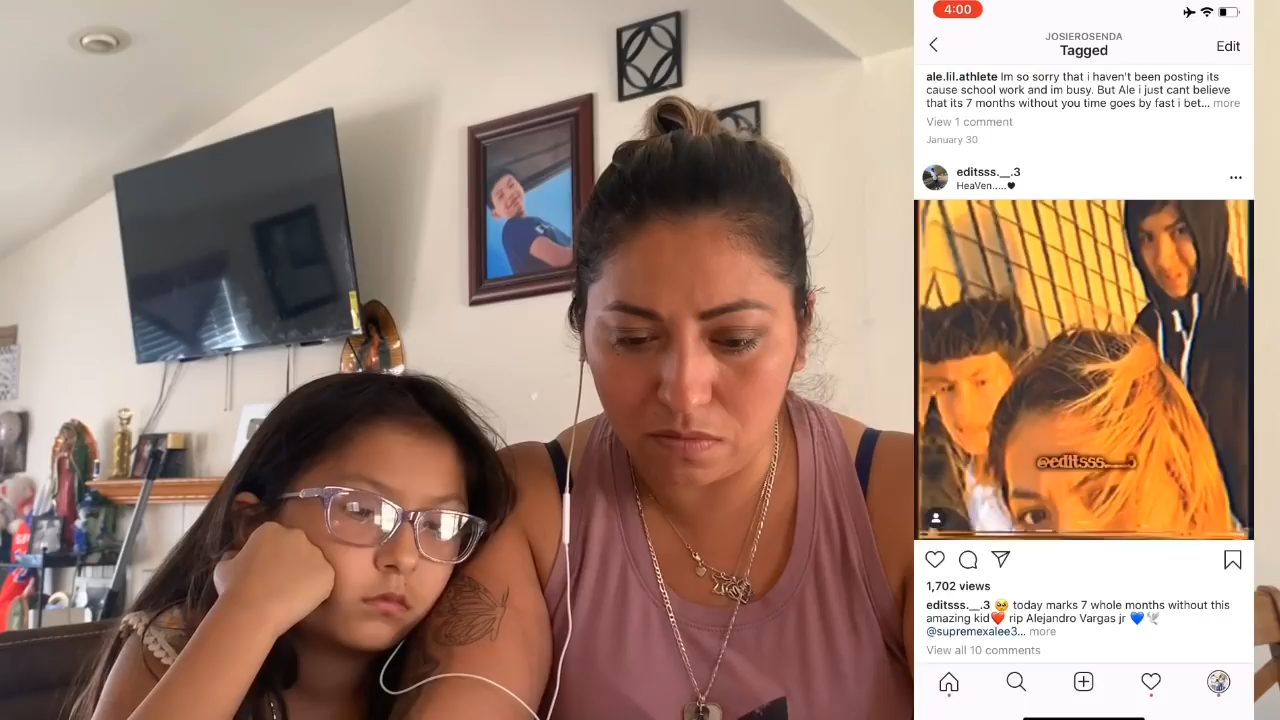 4:00
JOSIEROSENDA
Tagged
Edit
ale.lil.athlete Im so sorry that i haven't been posting its
cause school work and im busy. But Ale i just cant believe
that its 7 months without you time goes by fast i bet... more
View 1 comment
January 30
editsss.__.3
HeaVen.....🖤
@editsss.__.3
1,702 views
editsss.__.3 🥺 today marks 7 whole months without this
amazing kid❤️ rip Alejandro Vargas jr 💙🕊
@supremexalee3... more
View all 10 comments